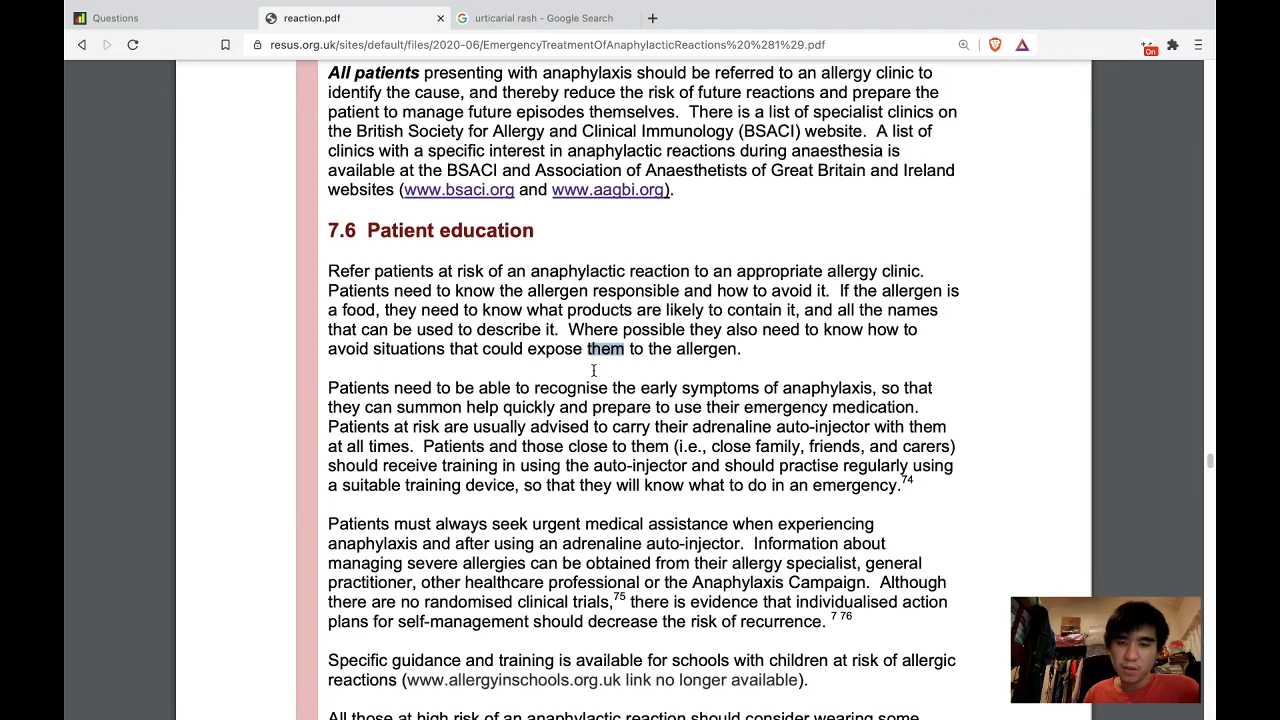 Questions
reaction.pdf
urticarial rash - Google Search
resus.org.uk/sites/default/files/2020-06/EmergencyTreatmentOfAnaphylacticReactions%20%281%29.pdf
On
All patients presenting with anaphylaxis should be referred to an allergy clinic to
identify the cause, and thereby reduce the risk of future reactions and prepare the
patient to manage future episodes themselves. There is a list of specialist clinics on
the British Society for Allergy and Clinical Immunology (BSACI) website. A list of
clinics with a specific interest in anaphylactic reactions during anaesthesia is
available at the BSACI and Association of Anaesthetists of Great Britain and Ireland
websites (www.bsaci.org and www.aagbi.org).
7.6 Patient education
Refer patients at risk of an anaphylactic reaction to an appropriate allergy clinic.
Patients need to know the allergen responsible and how to avoid it. If the allergen is
a food, they need to know what products are likely to contain it, and all the names
that can be used to describe it. Where possible they also need to know how to
avoid situations that could expose them to the allergen.
Patients need to be able to recognise the early symptoms of anaphylaxis, so that
they can summon help quickly and prepare to use their emergency medication.
Patients at risk are usually advised to carry their adrenaline auto-injector with them
at all times. Patients and those close to them (i.e., close family, friends, and carers)
should receive training in using the auto-injector and should practise regularly using
a suitable training device, so that they will know what to do in an emergency.74
Patients must always seek urgent medical assistance when experiencing
anaphylaxis and after using an adrenaline auto-injector. Information about
managing severe allergies can be obtained from their allergy specialist, general
practitioner, other healthcare professional or the Anaphylaxis Campaign. Although
there are no randomised clinical trials,75 there is evidence that individualised action
plans for self-management should decrease the risk of recurrence. 7 76
Specific guidance and training is available for schools with children at risk of allergic
reactions (www.allergyinschools.org.uk link no longer available).
All those at high risk of an anaphylactic reaction should consider wearing some